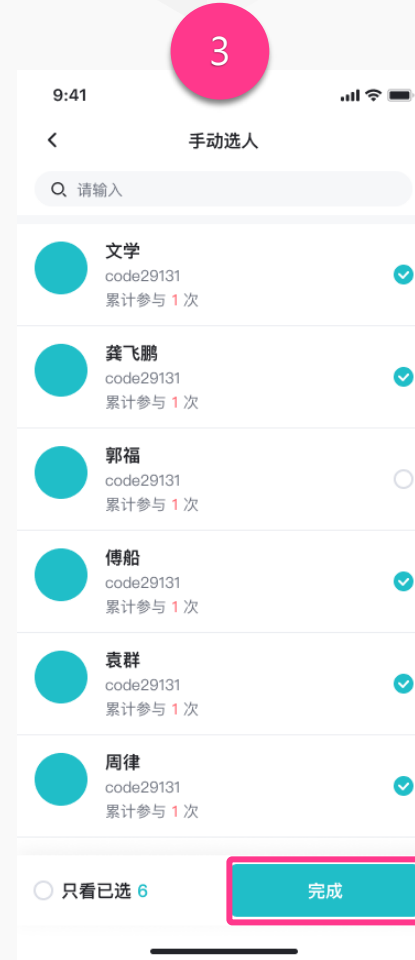 3
9:41
手动选人
请输入
文学
code29131
累计参与 1 次
龚飞鹏
code29131
累计参与 1 次
郭福
code29131
累计参与 1 次
傅船
code29131
累计参与 1 次
袁群
code29131
累计参与 1 次
周律
code29131
累计参与 1 次
只看已选 6
完成